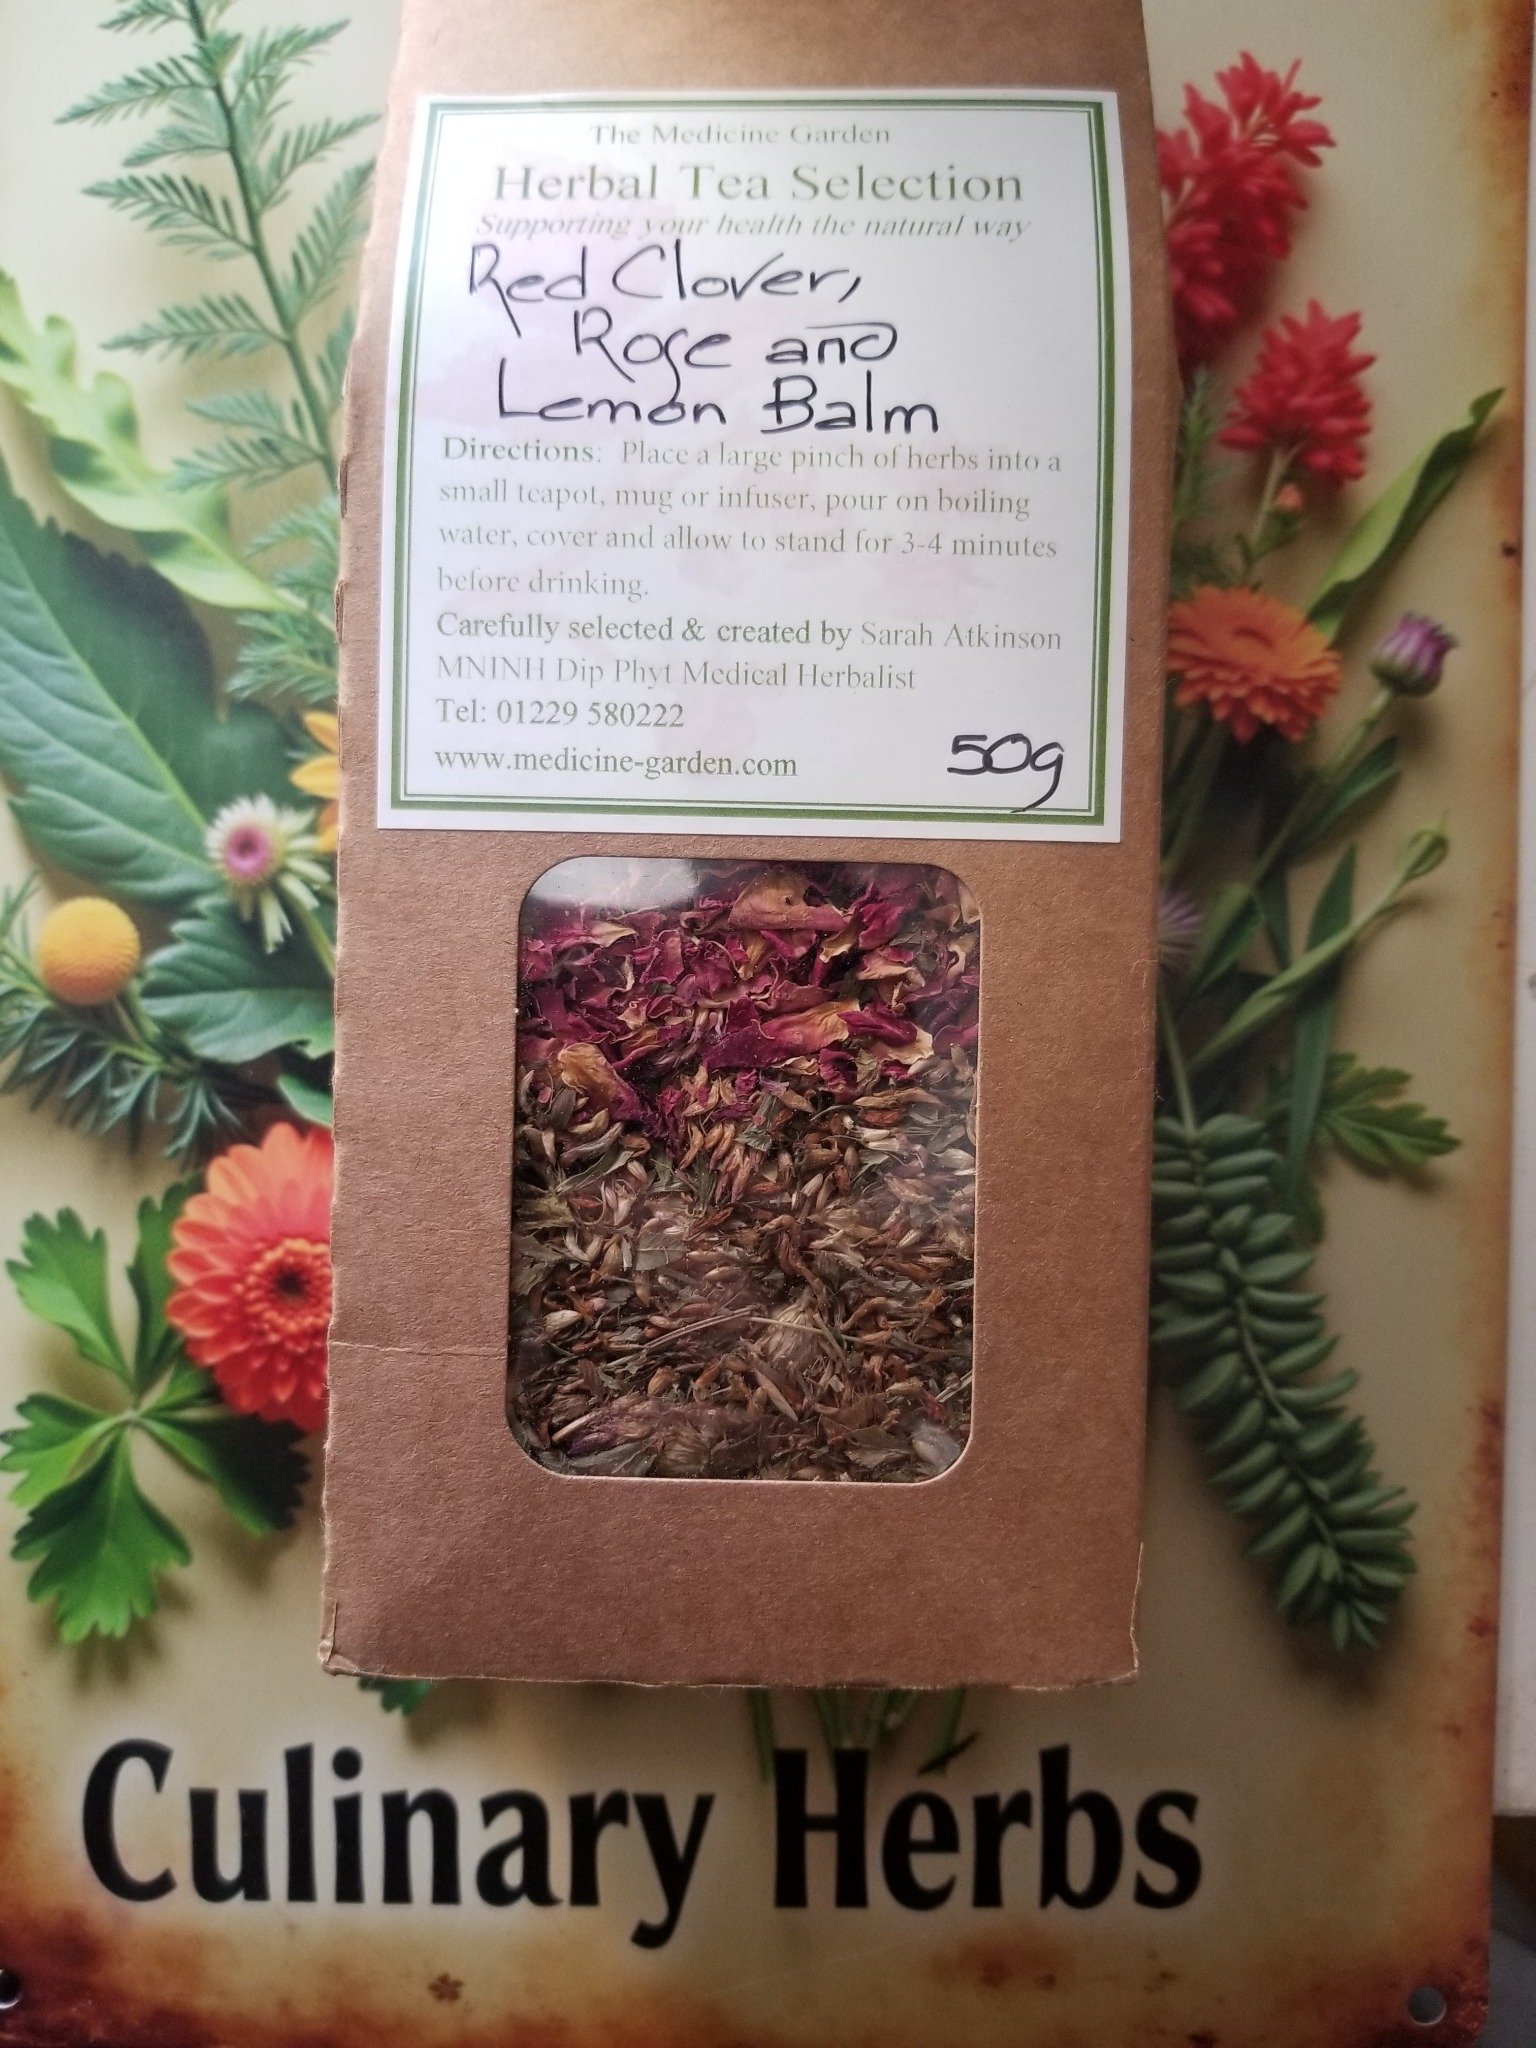 The Medicine Garden
Herbal Tea Selection
Supporting your health the natural way
Red Clover,
Rose and
Lemon Balm
Directions: Place a large pinch of herbs into a
small teapot, mug or infuser, pour on boiling
water, cover and allow to stand for 3-4 minutes
before drinking.
Carefully selected & created by Sarah Atkinson
MNINH Dip Phyt Medical Herbalist
Tel: 01229 580222
www.medicine-garden.com
50g
Culinary Herbs